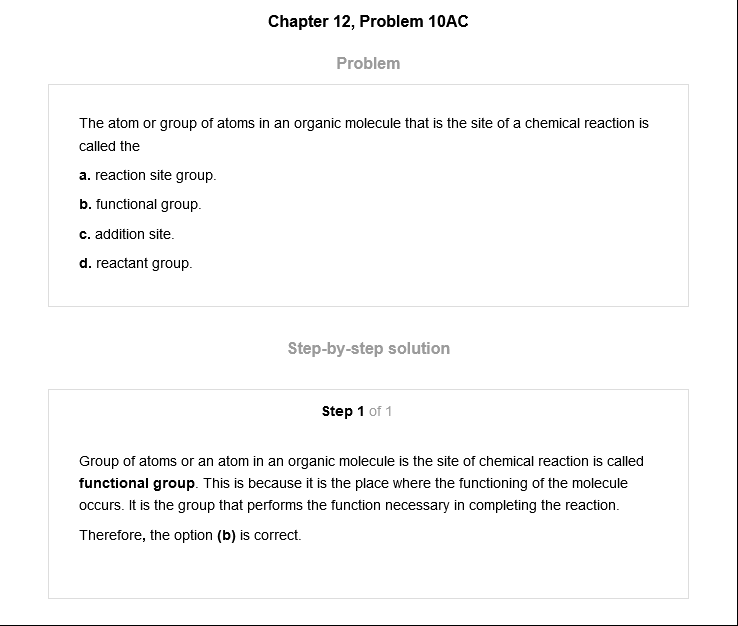 Chapter 12, Problem 10AC
Problem
The atom or group of atoms in an organic molecule that is the site of a chemical reaction is
called the
a. reaction site group.
b. functional group.
c. addition site.
d. reactant group.
Step-by-step solution
Step 1 of 1
Group of atoms or an atom in an organic molecule is the site of chemical reaction is called
functional group. This is because it is the place where the functioning of the molecule
occurs. It is the group that performs the function necessary in completing the reaction.
Therefore, the option (b) is correct.